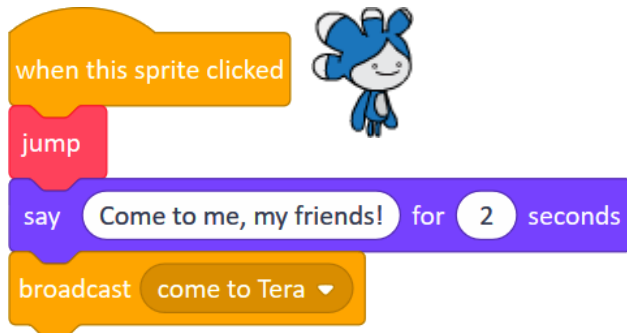 when this sprite clicked
jump
say Come to me, my friends! for 2 seconds
broadcast come to Tera